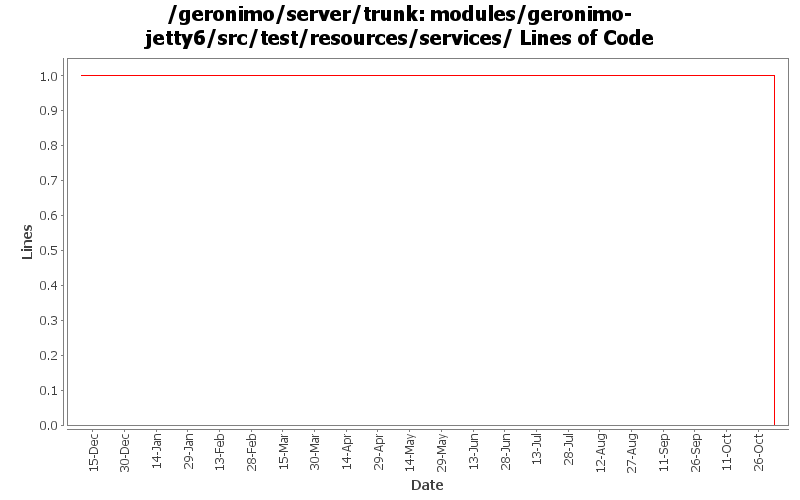 /geronimo/server/trunk: modules/geronimo-
jetty6/src/test/resources/services/ Lines of Code
Lines
1.0
0.9
0.8
0.7
0.6
0.5
0.4
0.3
0.2
0.1
0.0
15-Dec
30-Dec
14-Jan
29-Jan
13-Feb
28-Feb
15-Mar
30-Mar
14-Apr
29-Apr
14-May
29-May
13-Jun
28-Jun
13-Jul
28-Jul
12-Aug
27-Aug
11-Sep
26-Sep
11-Oct
26-Oct
Date